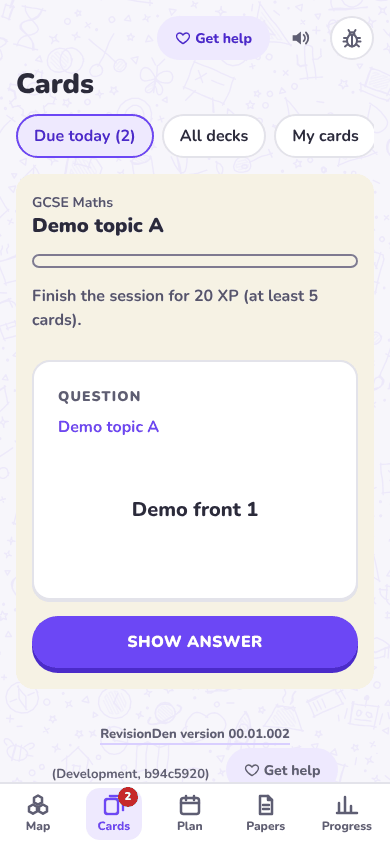 Get help
Cards
Due today (2)
All decks
My cards
GCSE Maths
Demo topic A
Finish the session for 20 XP (at least 5
cards).
QUESTION
Demo topic A
Demo front 1
SHOW ANSWER
RevisionDen version 00.01.002
(Development, b94c5920)
Get help
2
Map
Cards
Plan
Papers
Progress